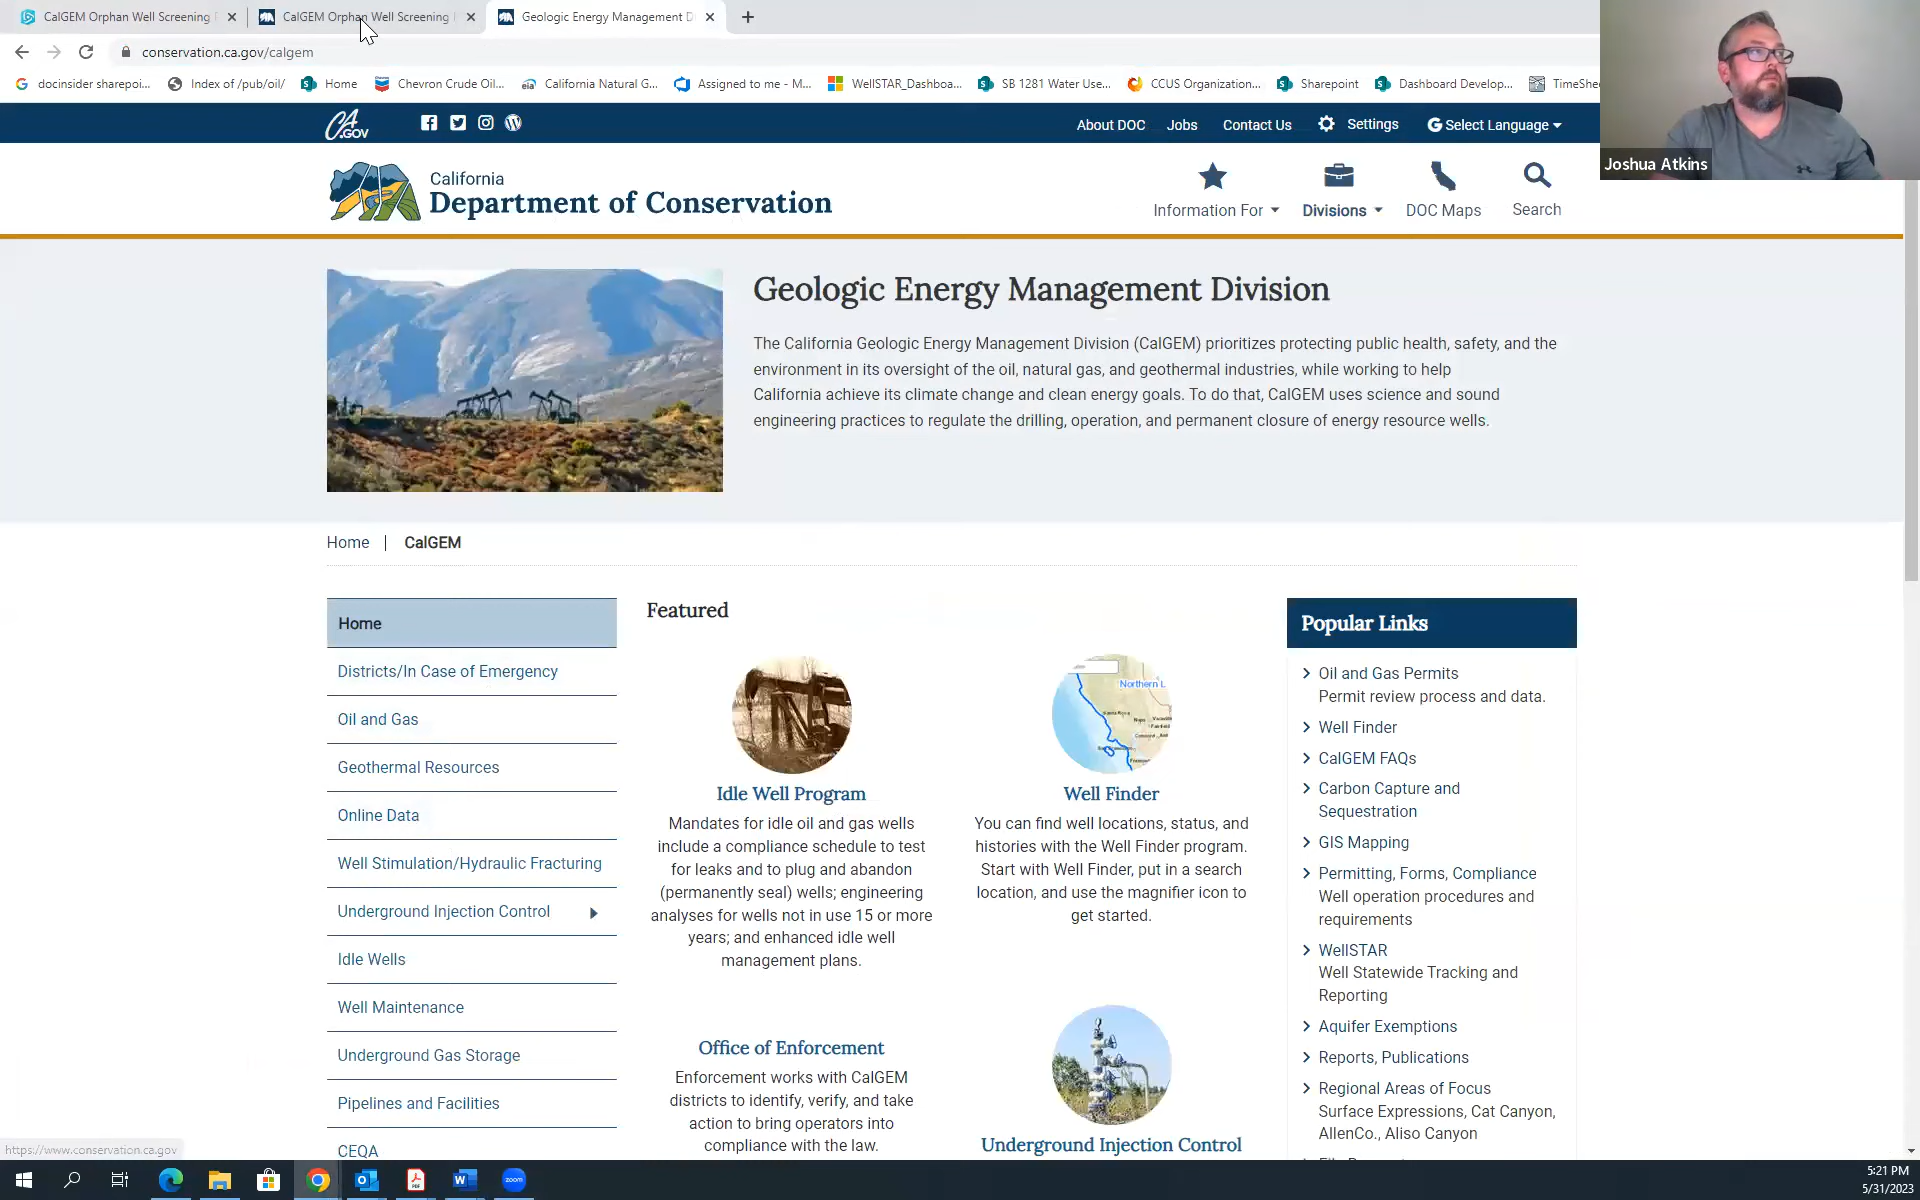 CalGEM Orphan Well Screening
CalGEM Orphan Well Screening
Geologic Energy Management D
conservation.ca.gov/calgem
docinsider sharepoi...
Index of /pub/oil/
Home
Chevron Crude Oil...
California Natural G...
Assigned to me - M...
WellSTAR_Dashboa...
SB 1281 Water Use...
CCUS Organization...
Sharepoint
Dashboard Develop...
TimeShe
CA.GOV
About DOC
Jobs
Contact Us
Settings
Select Language
Joshua Atkins
California
Department of Conservation
Information For
Divisions
DOC Maps
Search
Geologic Energy Management Division
The California Geologic Energy Management Division (CalGEM) prioritizes protecting public health, safety, and the
environment in its oversight of the oil, natural gas, and geothermal industries, while working to help
California achieve its climate change and clean energy goals. To do that, CalGEM uses science and sound
engineering practices to regulate the drilling, operation, and permanent closure of energy resource wells.
Home | CalGEM
Home
Districts/In Case of Emergency
Oil and Gas
Geothermal Resources
Online Data
Well Stimulation/Hydraulic Fracturing
Underground Injection Control
Idle Wells
Well Maintenance
Underground Gas Storage
Pipelines and Facilities
CEQA
Featured
Idle Well Program
Mandates for idle oil and gas wells
include a compliance schedule to test
for leaks and to plug and abandon
(permanently seal) wells; engineering
analyses for wells not in use 15 or more
years; and enhanced idle well
management plans.
Northern L
Well Finder
You can find well locations, status, and
histories with the Well Finder program.
Start with Well Finder, put in a search
location, and use the magnifier icon to
get started.
Office of Enforcement
Enforcement works with CalGEM
districts to identify, verify, and take
action to bring operators into
compliance with the law.
Underground Injection Control
Popular Links
Oil and Gas Permits
Permit review process and data.
Well Finder
CalGEM FAQs
Carbon Capture and
Sequestration
GIS Mapping
Permitting, Forms, Compliance
Well operation procedures and
requirements
WellSTAR
Well Statewide Tracking and
Reporting
Aquifer Exemptions
Reports, Publications
Regional Areas of Focus
Surface Expressions, Cat Canyon,
AllenCo., Aliso Canyon
https://www.conservation.ca.gov
zoom
5:21 PM
5/31/2023